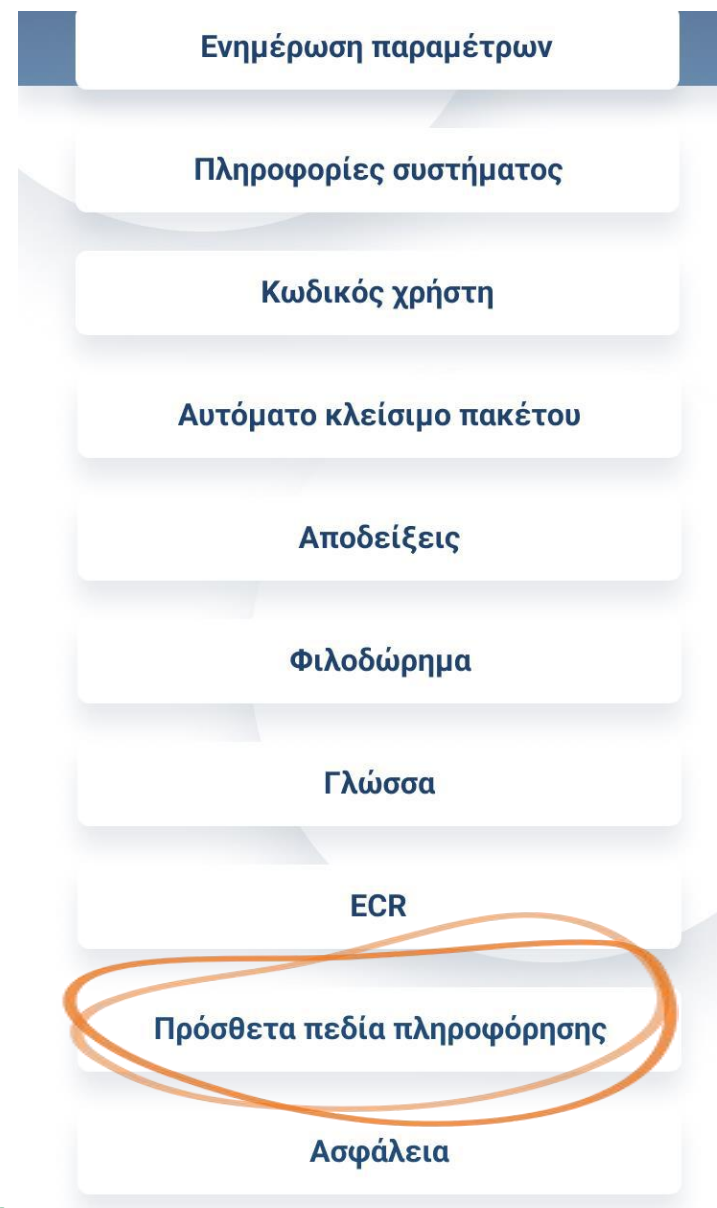 Ενημέρωση παραμέτρων
Πληροφορίες συστήματος
Κωδικός χρήστη
Αυτόματο κλείσιμο πακέτου
Αποδείξεις
Φιλοδώρημα
Γλώσσα
ECR
Πρόσθετα πεδία πληροφόρησης
Ασφάλεια